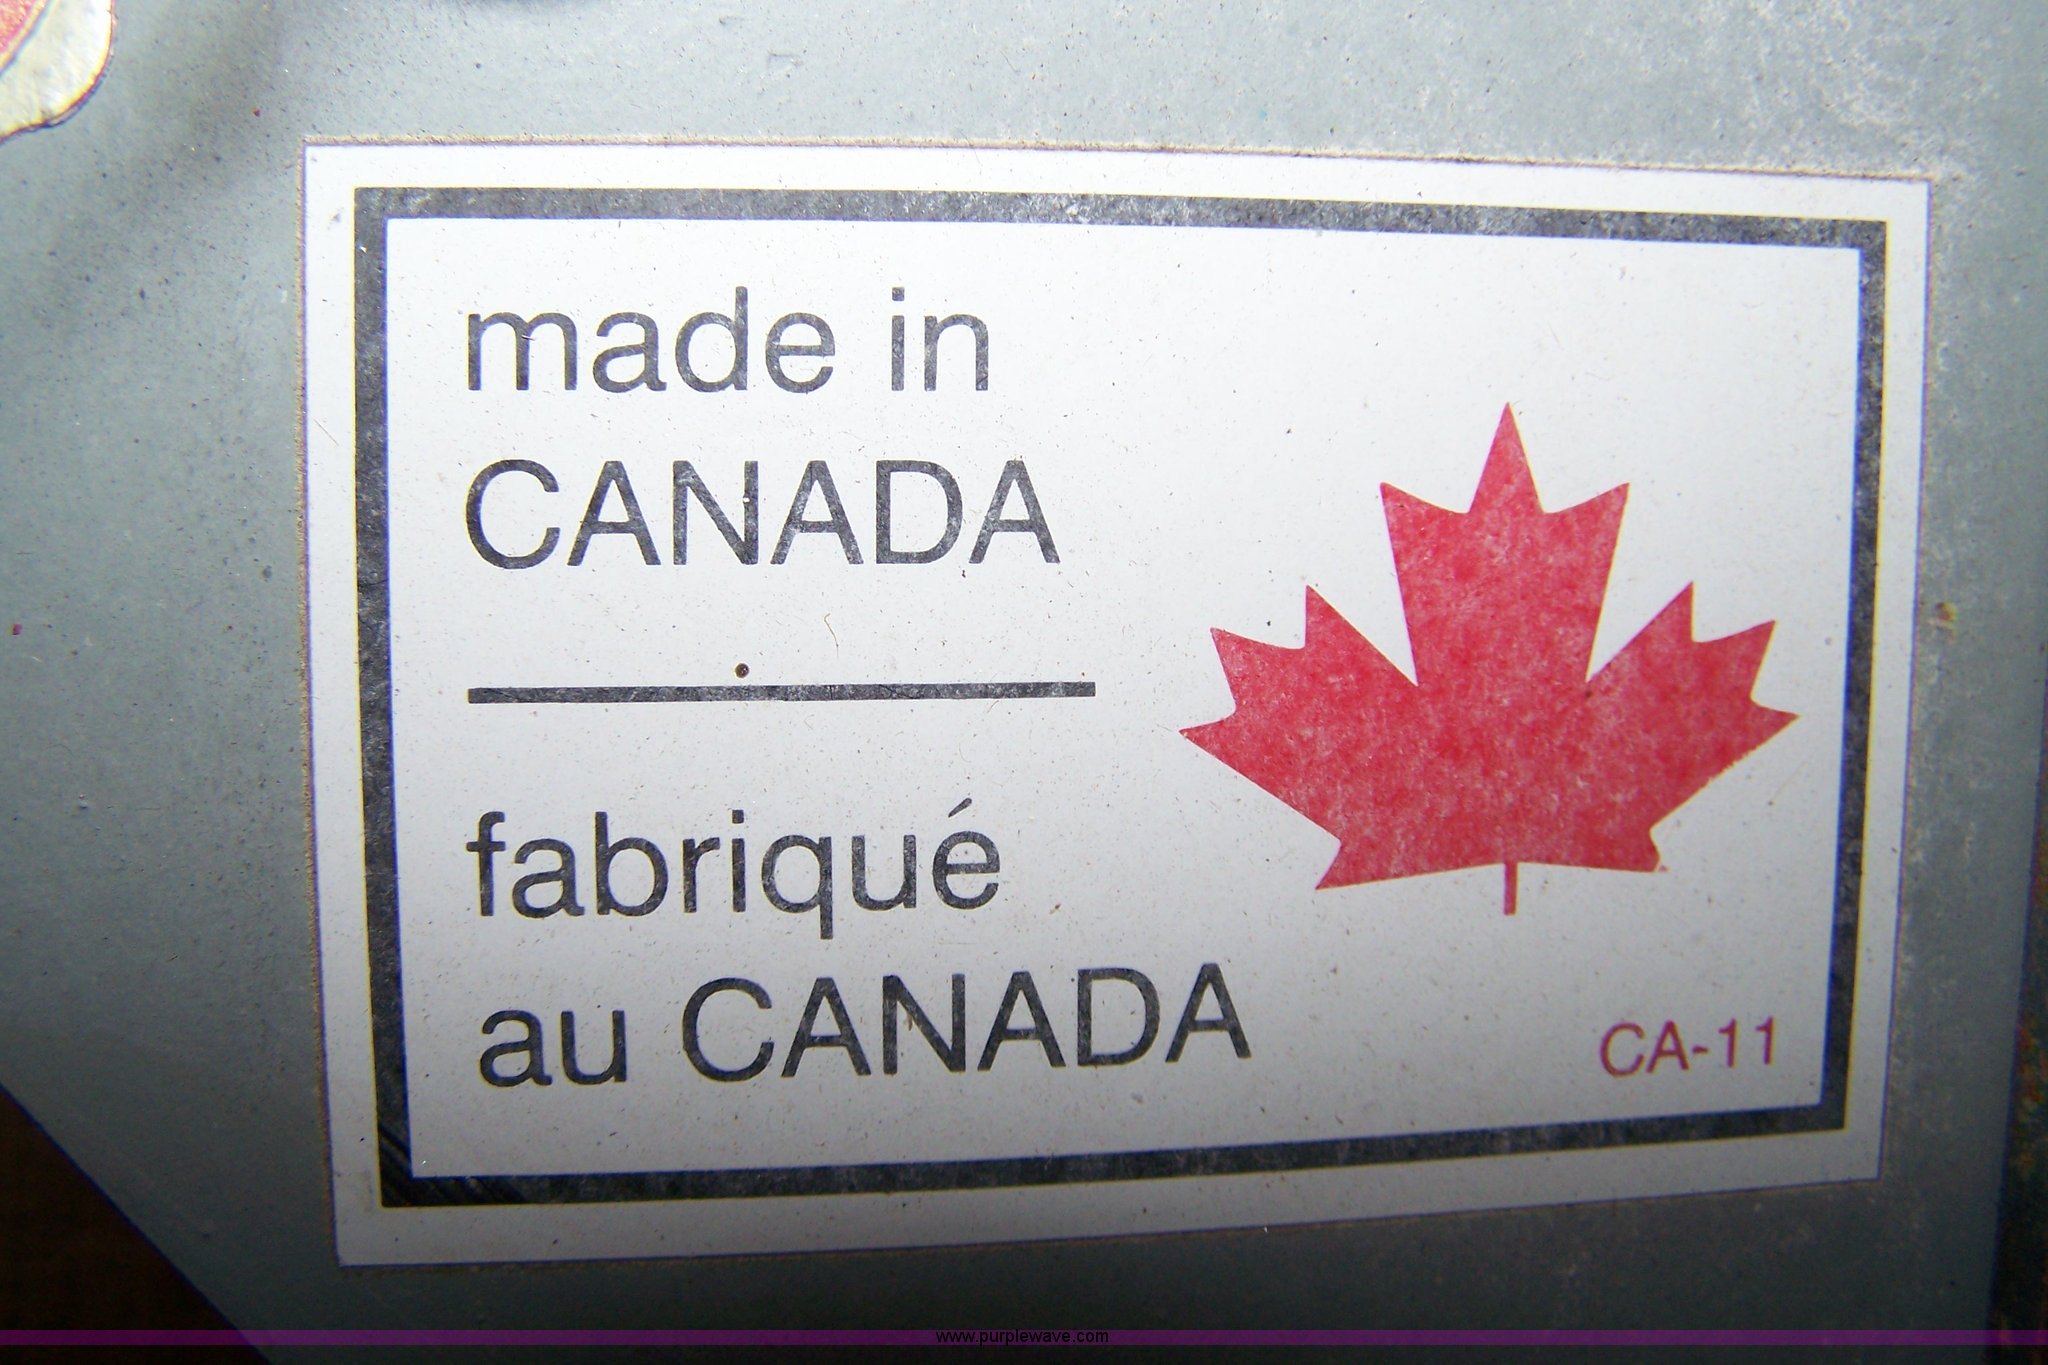 made in
CANADA
fabriqué
au CANADA
CA-11
www.purplewave.com